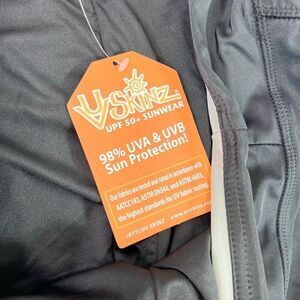 UV SKINZ
UPF 50+ SUNWEAR
98% UVA & UVB
Sun Protection!
Our fabrics are tested and rated in accordance with
AATCC183, ASTM D6544, and ASTM 6603,
the highest standards for UV fabric testing.
(877) UV SKINZ
www.uvskinz.com